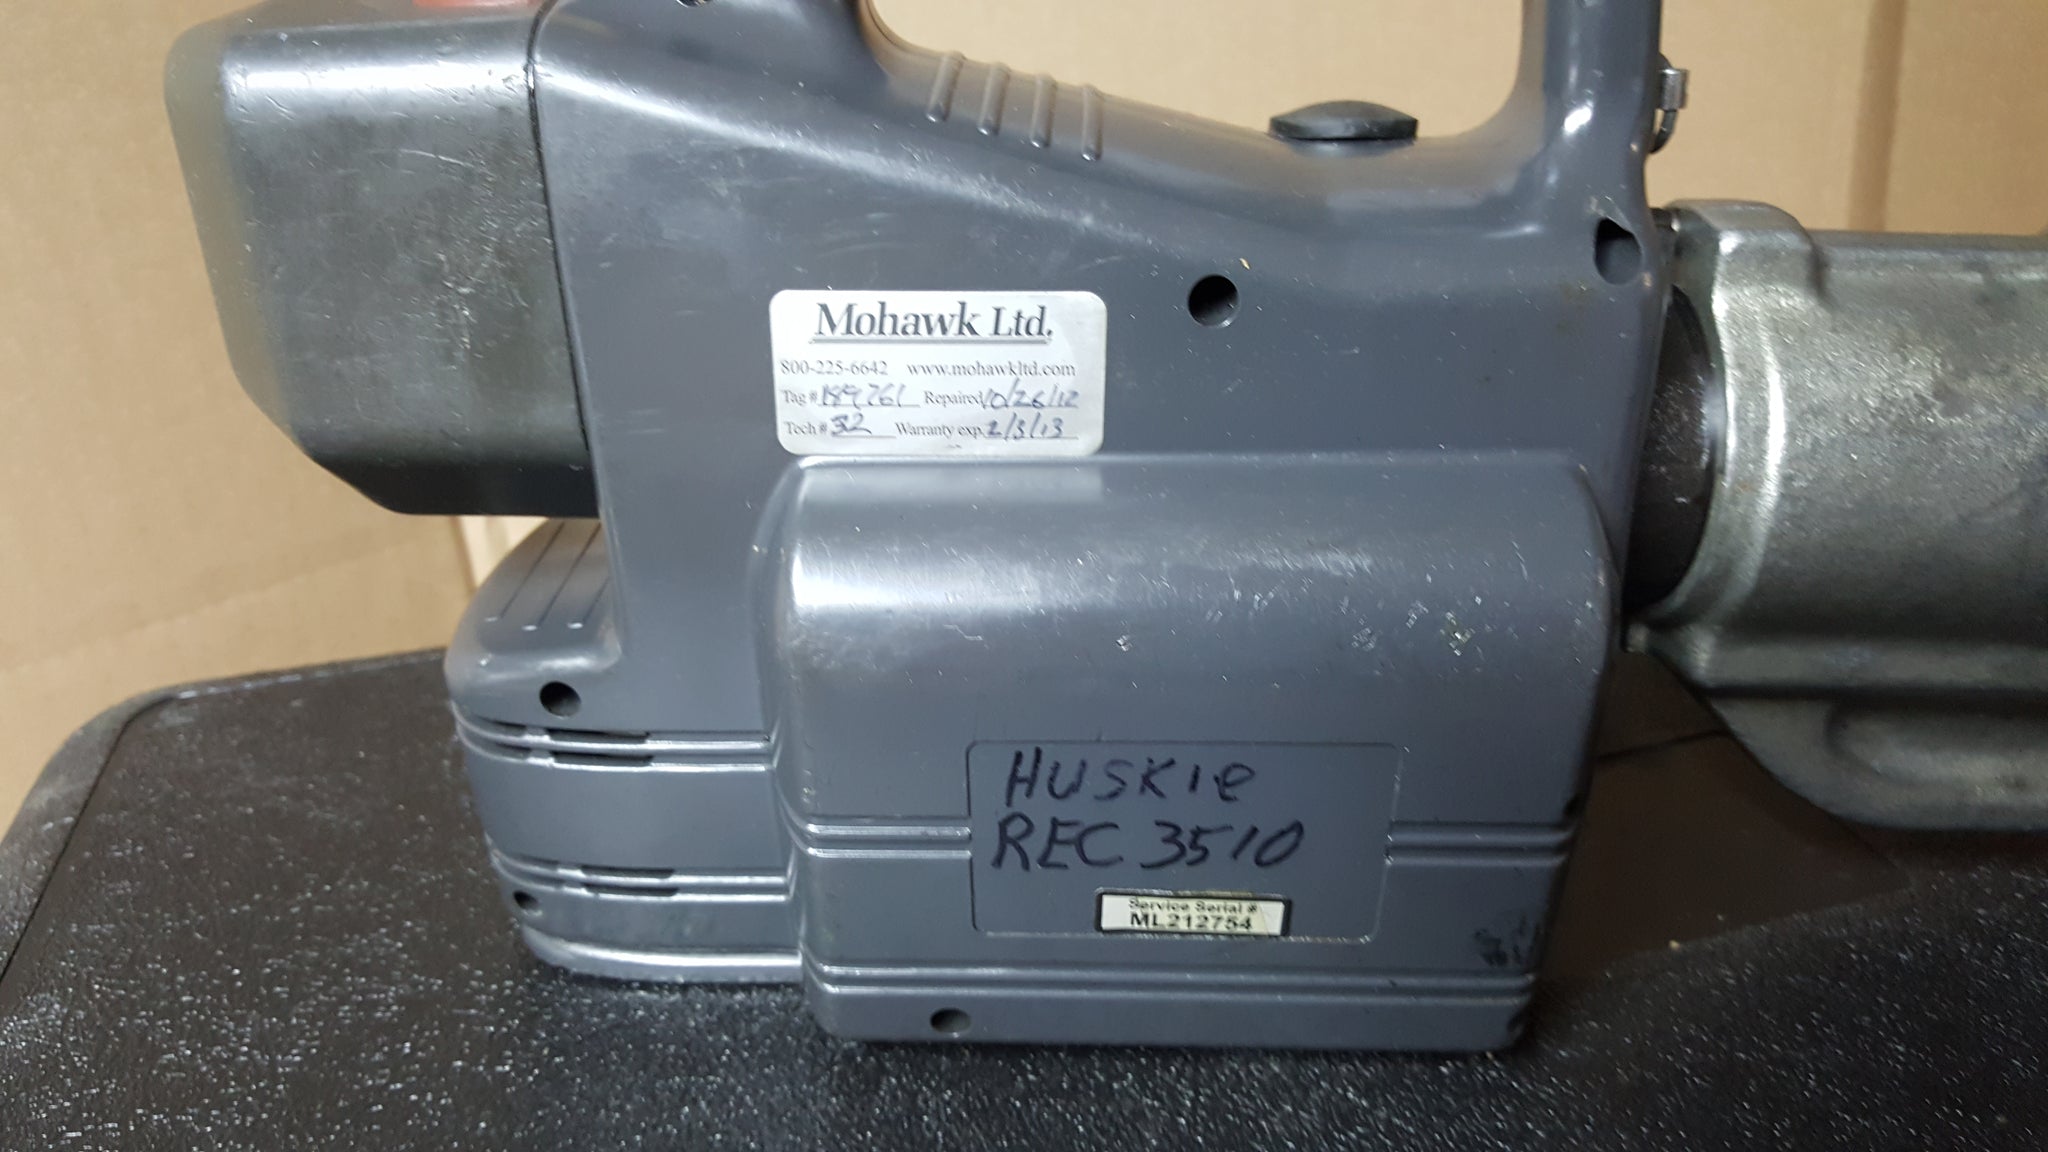 Mohawk Ltd.
800-225-6642 www.mohawkltd.com
Tag # 189761 Repaired 10/26/12
Tech # 32 Warranty exp. 2/3/13
HUSKIe
REC 3510
Service Serial #
ML212754